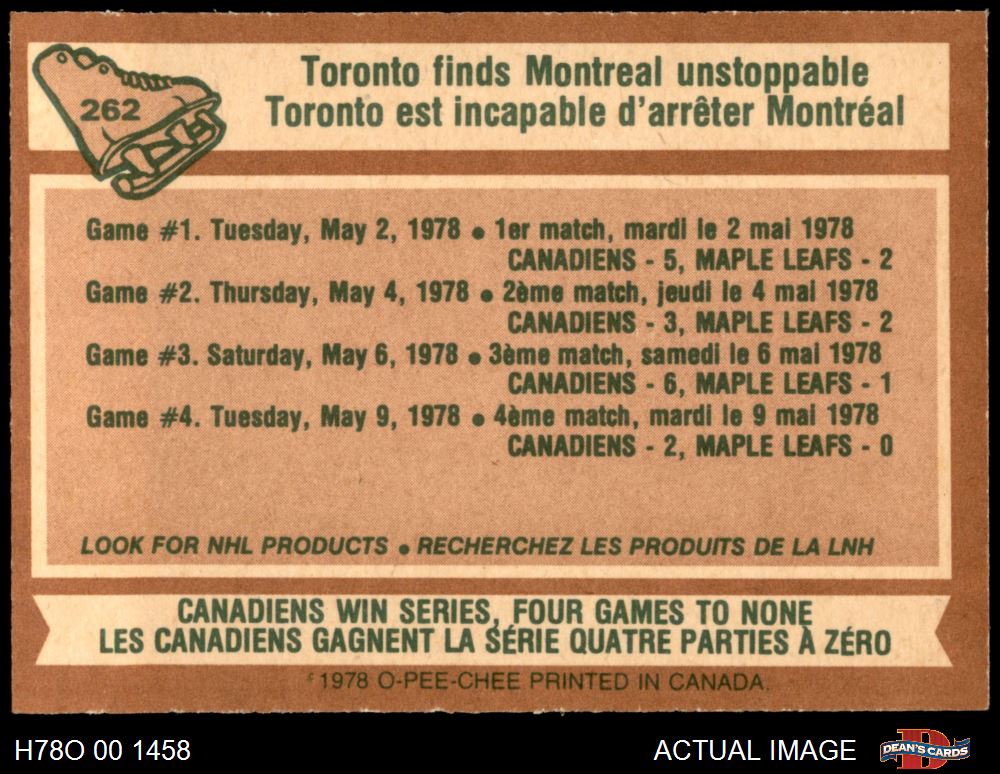 262
Toronto finds Montreal unstoppable
Toronto est incapable d'arrêter Montréal
Game #1. Tuesday, May 2, 1978 • 1er match, mardi le 2 mai 1978
CANADIENS - 5, MAPLE LEAFS - 2
Game #2. Thursday, May 4, 1978 • 2ème match, jeudi le 4 mai 1978
CANADIENS - 3, MAPLE LEAFS - 2
Game #3. Saturday, May 6, 1978 • 3ème match, samedi le 6 mai 1978
CANADIENS - 6, MAPLE LEAFS - 1
Game #4. Tuesday, May 9, 1978 • 4ème match, mardi le 9 mai 1978
CANADIENS - 2, MAPLE LEAFS - 0
LOOK FOR NHL PRODUCTS • RECHERCHEZ LES PRODUITS DE LA LNH
CANADIENS WIN SERIES, FOUR GAMES TO NONE
LES CANADIENS GAGNENT LA SÉRIE QUATRE PARTIES À ZÉRO
© 1978 O-PEE-CHEE PRINTED IN CANADA.
H78O 00 1458
ACTUAL IMAGE
DEAN'S CARDS